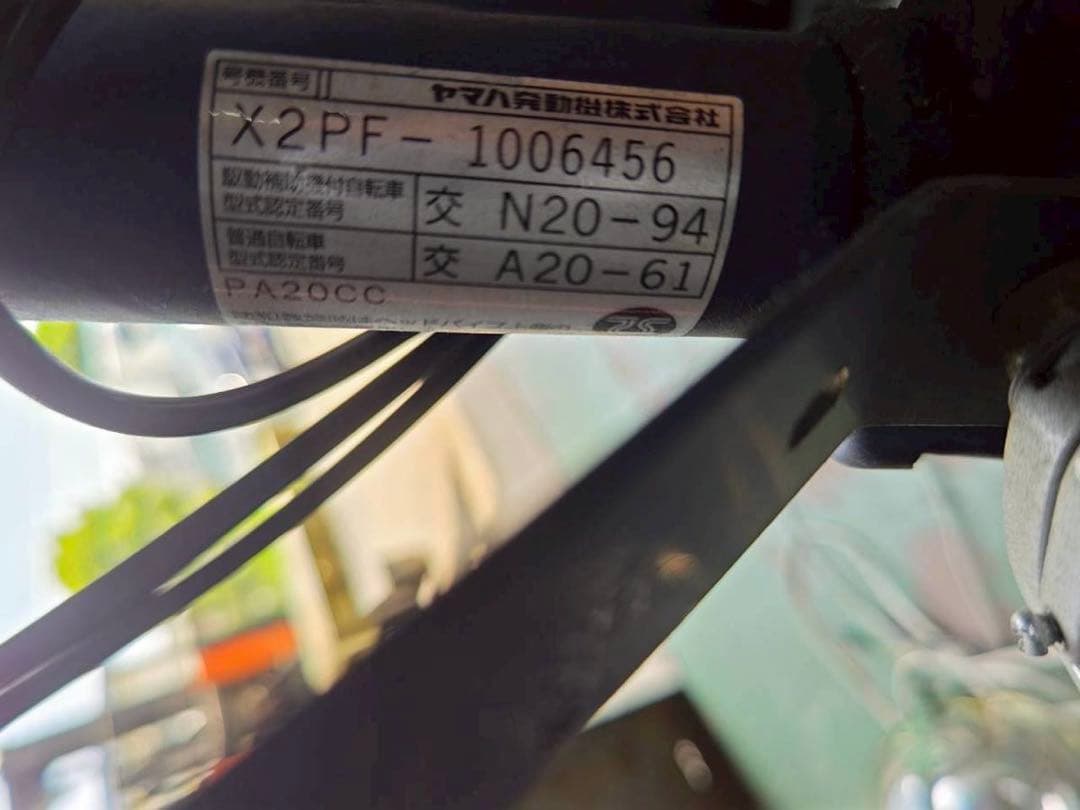 号機番号
ヤマハ発動機株式会社
X2PF-1006456
駆動補助機付自転車
型式認定番号
交 N20-94
普通自転車
型式認定番号
交 A20-61
PA20CC